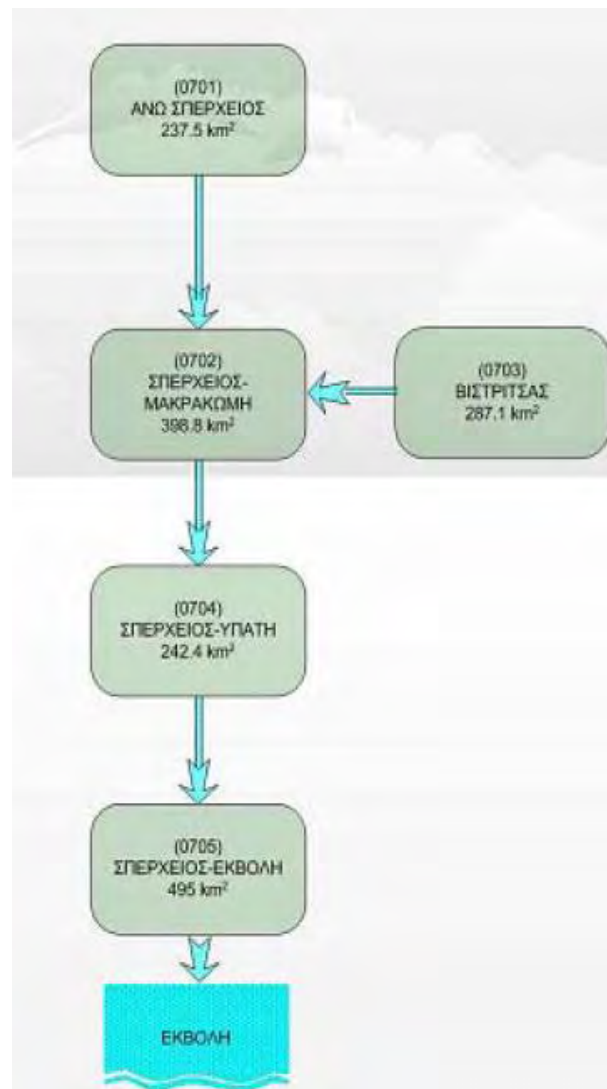 (0701)
ΑΝΩ ΣΠΕΡΧΕΙΟΣ
237.5 km²
(0702)
ΣΠΕΡΧΕΙΟΣ-
ΜΑΚΡΑΚΩΜΗ
398.8 km²
(0703)
ΒΙΣΤΡΙΤΣΑΣ
287.1 km²
(0704)
ΣΠΕΡΧΕΙΟΣ-ΥΠΑΤΗ
242.4 km²
(0705)
ΣΠΕΡΧΕΙΟΣ-ΕΚΒΟΛΗ
495 km²
ΕΚΒΟΛΗ